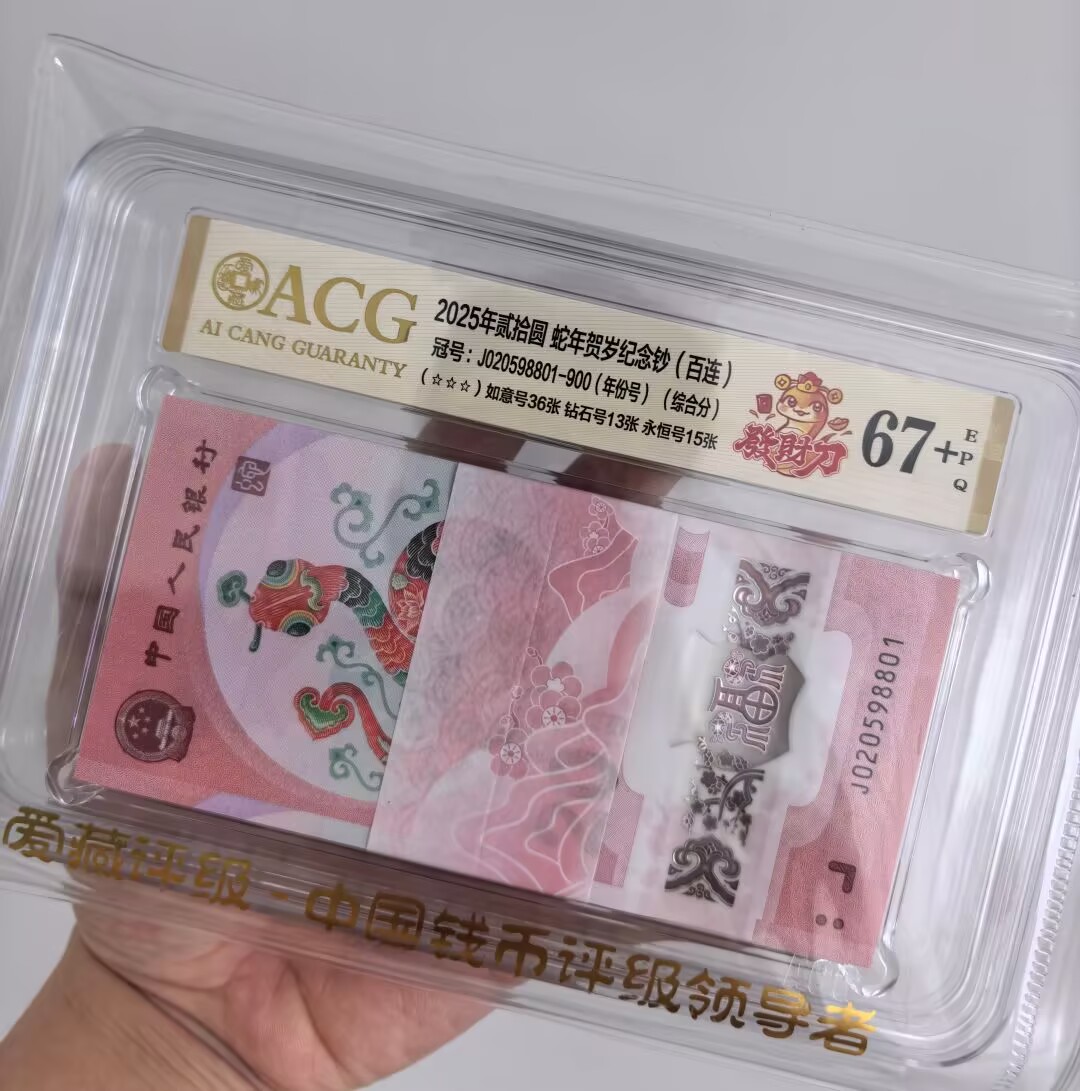 ACG
AI CANG GUARANTY
2025年贰拾圆 蛇年贺岁纪念钞（百连）
冠号：J020598801-900（年份号）（综合分）
(☆☆☆) 如意号36张 钻石号13张 永恒号15张
發財
67+
EPQ
中国人民银行
J020598801
爱藏评级-中国钱币评级领导者